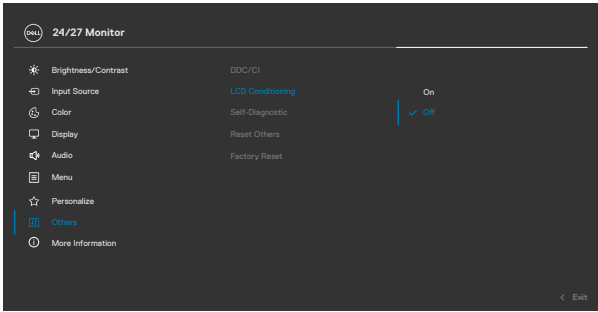 DELL 24/27 Monitor
Brightness/Contrast
Input Source
Color
Display
Audio
Menu
Personalize
Others
More Information
DDC/CI
LCD Conditioning
Self-Diagnostic
Reset Others
Factory Reset
On
Off
Exit